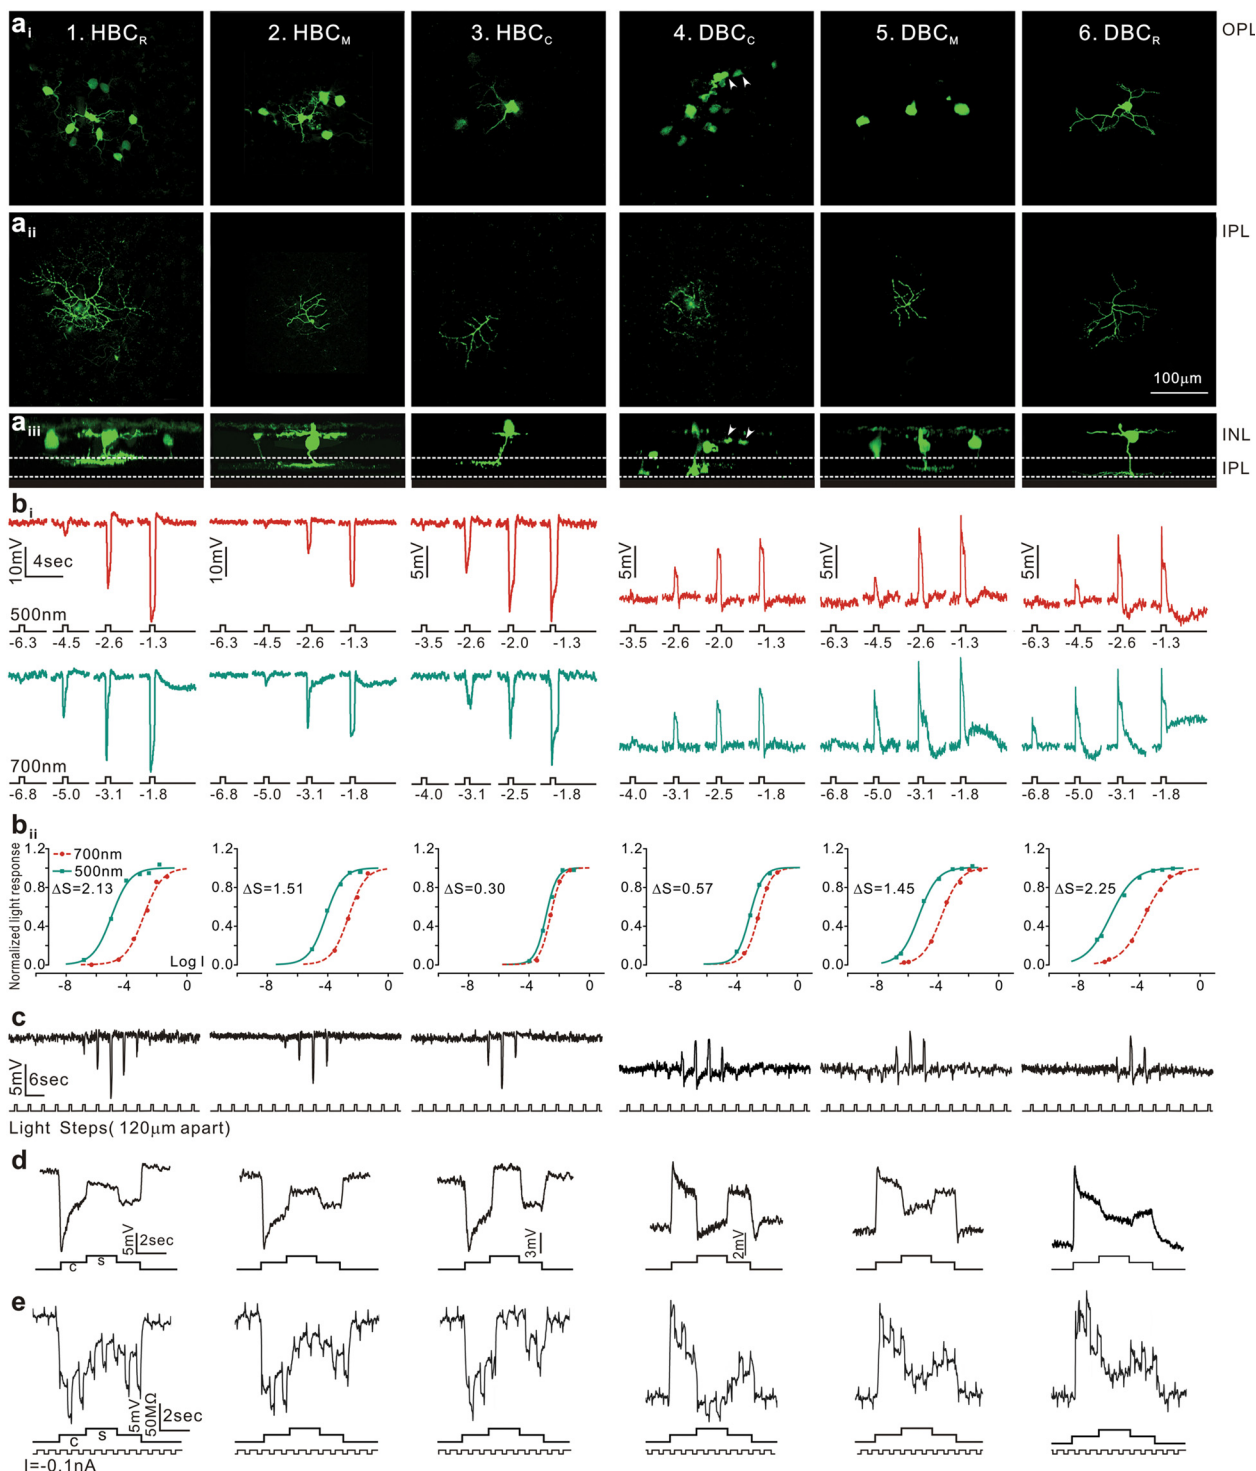 a i 1. HBC_R 2. HBC_M 3. HBC_C 4. DBC_C 5. DBC_M 6. DBC_R OPL
a ii IPL
100μm
a iii INL
IPL
b i
10mV 4sec 10mV 5mV 5mV 5mV 5mV
500nm
-6.3 -4.5 -2.6 -1.3 -6.3 -4.5 -2.6 -1.3 -3.5 -2.6 -2.0 -1.3 -3.5 -2.6 -2.0 -1.3 -6.3 -4.5 -2.6 -1.3 -6.3 -4.5 -2.6 -1.3
700nm
-6.8 -5.0 -3.1 -1.8 -6.8 -5.0 -3.1 -1.8 -4.0 -3.1 -2.5 -1.8 -4.0 -3.1 -2.5 -1.8 -6.8 -5.0 -3.1 -1.8 -6.8 -5.0 -3.1 -1.8
b ii
Normalized light response
1.2 1.2 1.2 1.2 1.2 1.2
700nm
500nm
0.8 0.8 0.8 0.8 0.8 0.8
ΔS=2.13 ΔS=1.51 ΔS=0.30 ΔS=0.57 ΔS=1.45 ΔS=2.25
0.4 0.4 0.4 0.4 0.4 0.4
0.0 Log I 0.0 0.0 0.0 0.0 0.0
-8 -4 0 -8 -4 0 -8 -4 0 -8 -4 0 -8 -4 0 -8 -4 0
c
5mV 6sec
Light Steps( 120μm apart)
d
5mV 2sec 3mV 2mV
c s
e
5mV 50MΩ 2sec
c s
I=-0.1nA